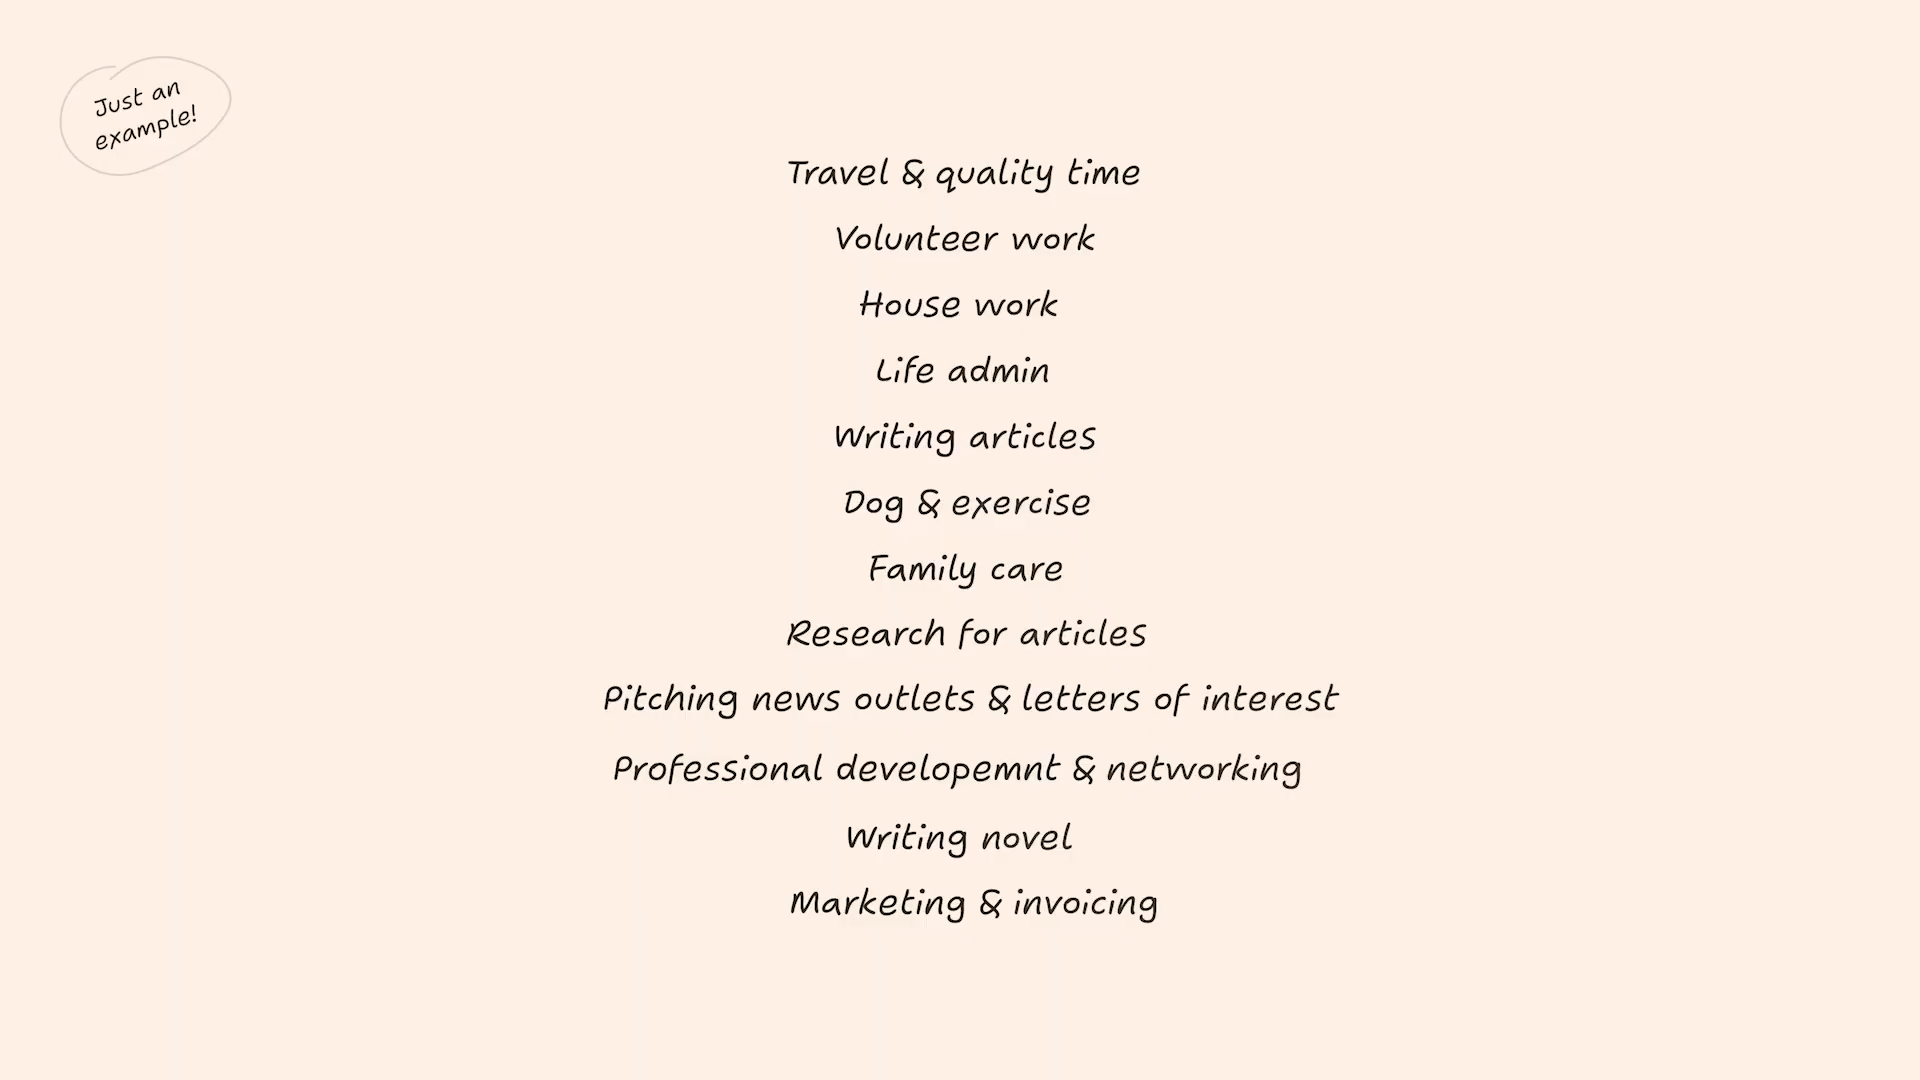 Just an
example!
Travel & quality time
Volunteer work
House work
Life admin
Writing articles
Dog & exercise
Family care
Research for articles
Pitching news outlets & letters of interest
Professional developemnt & networking
Writing novel
Marketing & invoicing